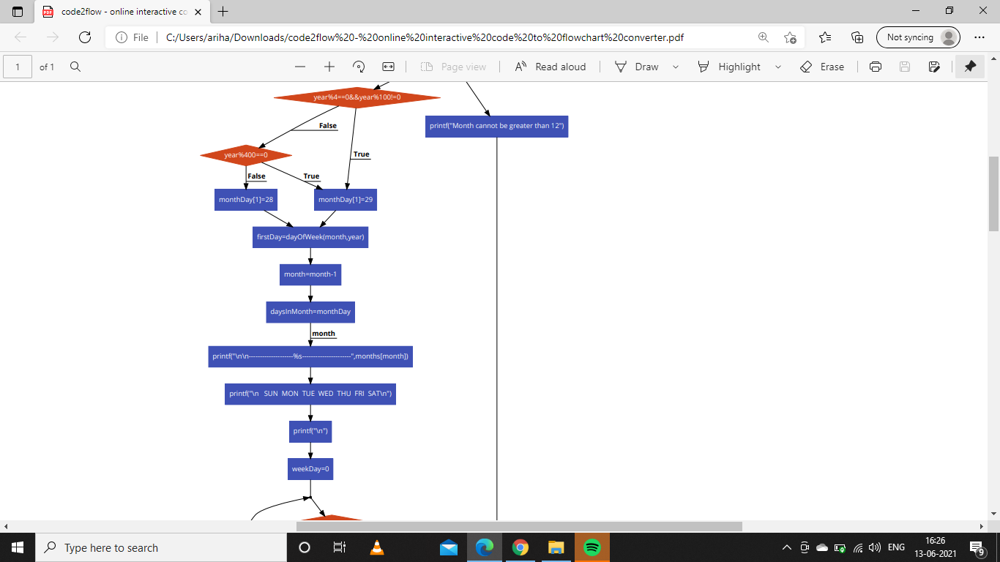 code2flow - online interactive co
File
C:/Users/ariha/Downloads/code2flow%20-%20online%20interactive%20code%20to%20flowchart%20converter.pdf
Not syncing
1 of 1
Page view
Read aloud
Draw
Highlight
Erase
year%4==0&&year%100!=0
printf("Month cannot be greater than 12")
False
year%400==0
True
False
True
monthDay[1]=28
monthDay[1]=29
firstDay=dayOfWeek(month,year)
month=month-1
daysInMonth=monthDay
month
printf("\n\n--------------------%s----------------------",months[month])
printf("\n   SUN  MON  TUE  WED  THU  FRI  SAT\n")
printf("\n")
weekDay=0
Type here to search
ENG
16:26
13-06-2021
9